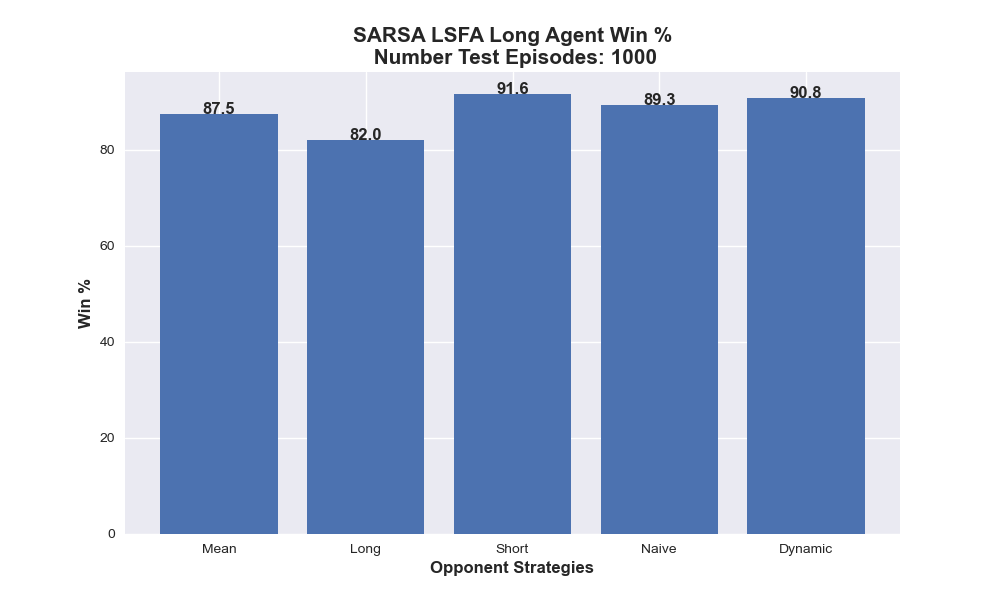 SARSA LSFA Long Agent Win %
Number Test Episodes: 1000
87.5
82.0
91.6
89.3
90.8
80
60
40
20
0
Win %
Mean
Long
Short
Naive
Dynamic
Opponent Strategies